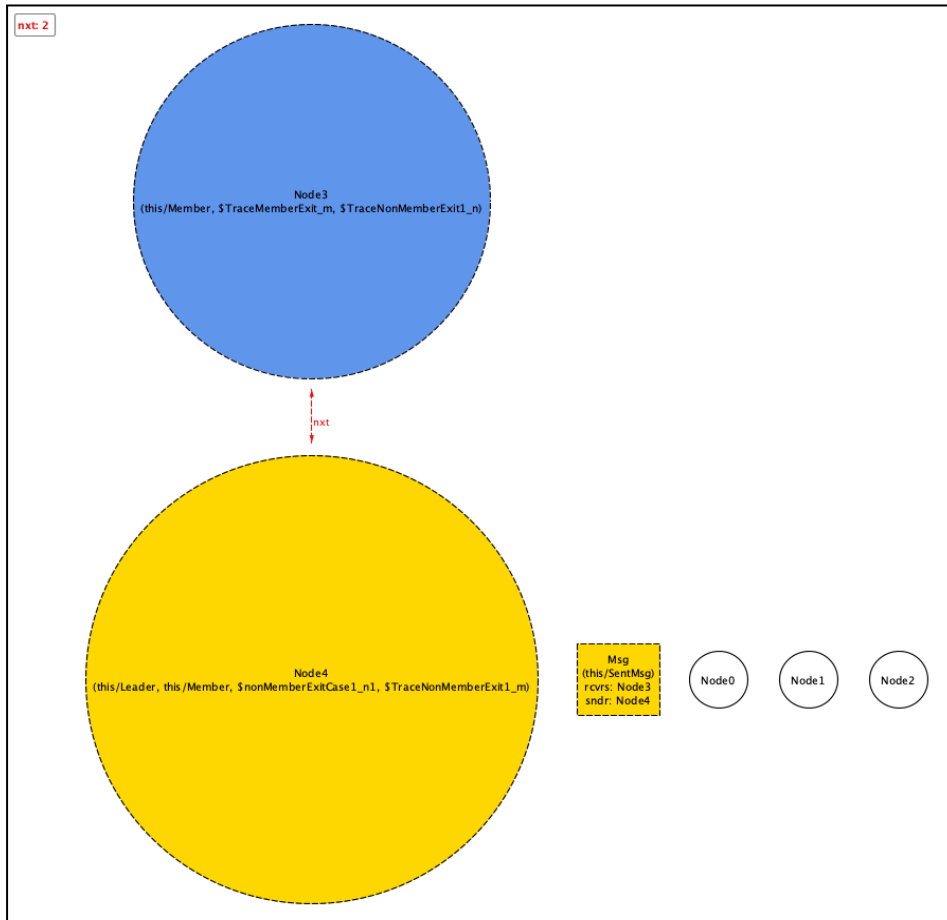 nxt: 2
Node3
(this/Member, $TraceMemberExit_m, $TraceNonMemberExit1_n)
nxt
Node4
(this/Leader, this/Member, $nonMemberExitCase1_n1, $TraceNonMemberExit1_m)
Msg
(this/SentMsg)
rcvrs: Node3
sndr: Node4
Node0
Node1
Node2